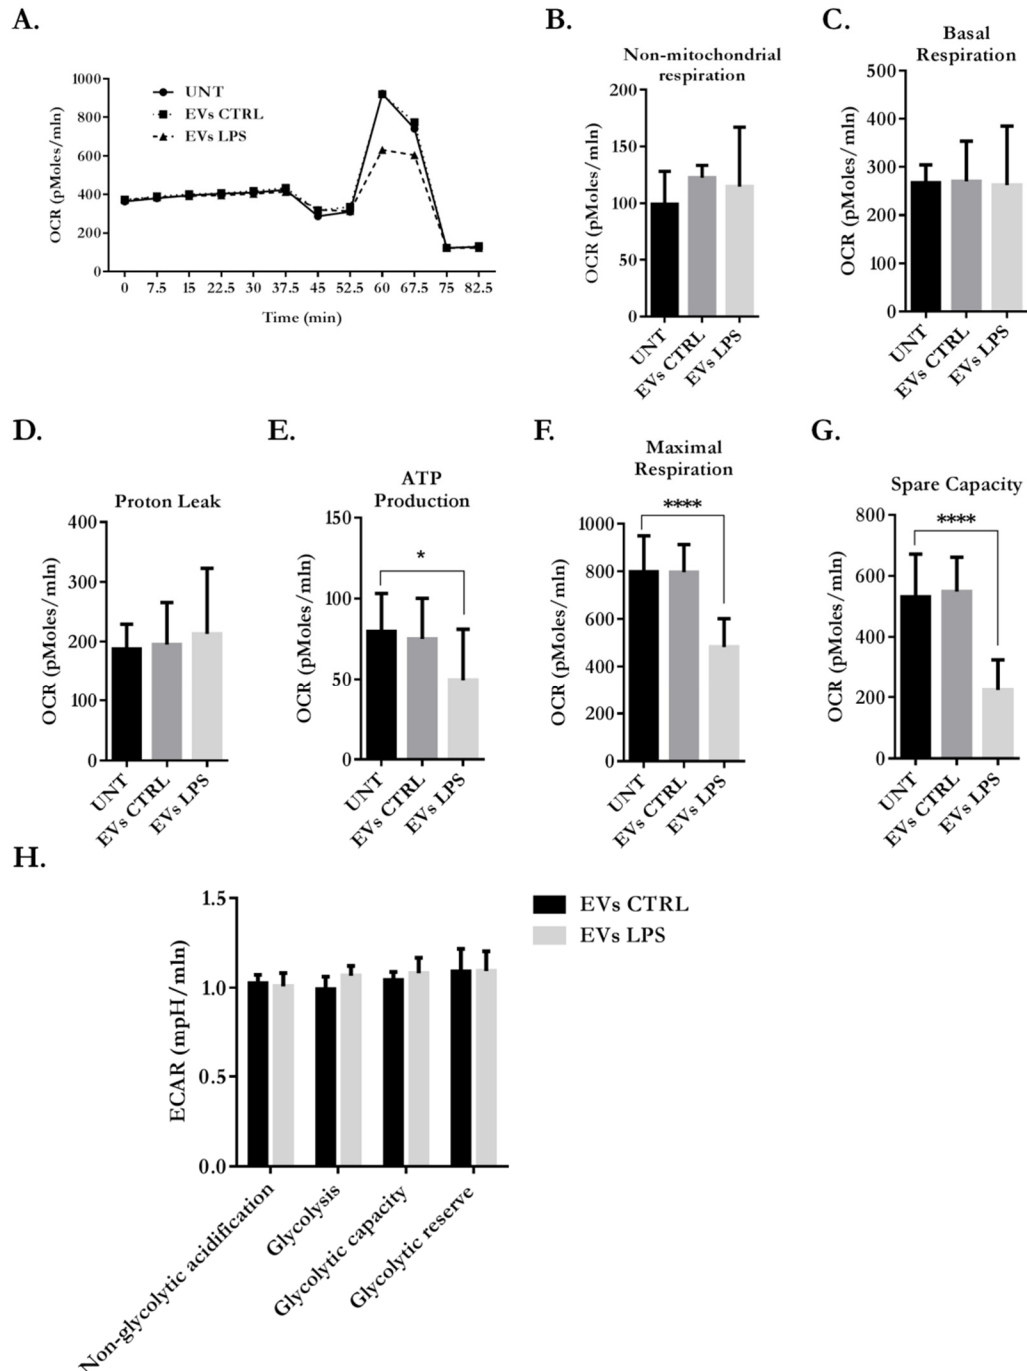 A.
1000
800
600
400
200
0
OCR (pMoles/mln)
UNT
EVs CTRL
EVs LPS
0 7.5 15 22.5 30 37.5 45 52.5 60 67.5 75 82.5
Time (min)
B.
Non-mitochondrial
respiration
200
150
100
50
0
OCR (pMoles/mln)
UNT
EVs CTRL
EVs LPS
C.
Basal
Respiration
500
400
300
200
100
0
OCR (pMoles/mln)
UNT
EVs CTRL
EVs LPS
D.
Proton Leak
400
300
200
100
0
OCR (pMoles/mln)
UNT
EVs CTRL
EVs LPS
E.
ATP
Production
150
100
50
0
OCR (pMoles/mln)
*
UNT
EVs CTRL
EVs LPS
F.
Maximal
Respiration
1000
800
600
400
200
0
OCR (pMoles/mln)
****
UNT
EVs CTRL
EVs LPS
G.
Spare Capacity
800
600
400
200
0
OCR (pMoles/mln)
****
UNT
EVs CTRL
EVs LPS
H.
1.5
1.0
0.5
0.0
ECAR (mpH/mln)
EVs CTRL
EVs LPS
Non-glycolytic acidification
Glycolysis
Glycolytic capacity
Glycolytic reserve